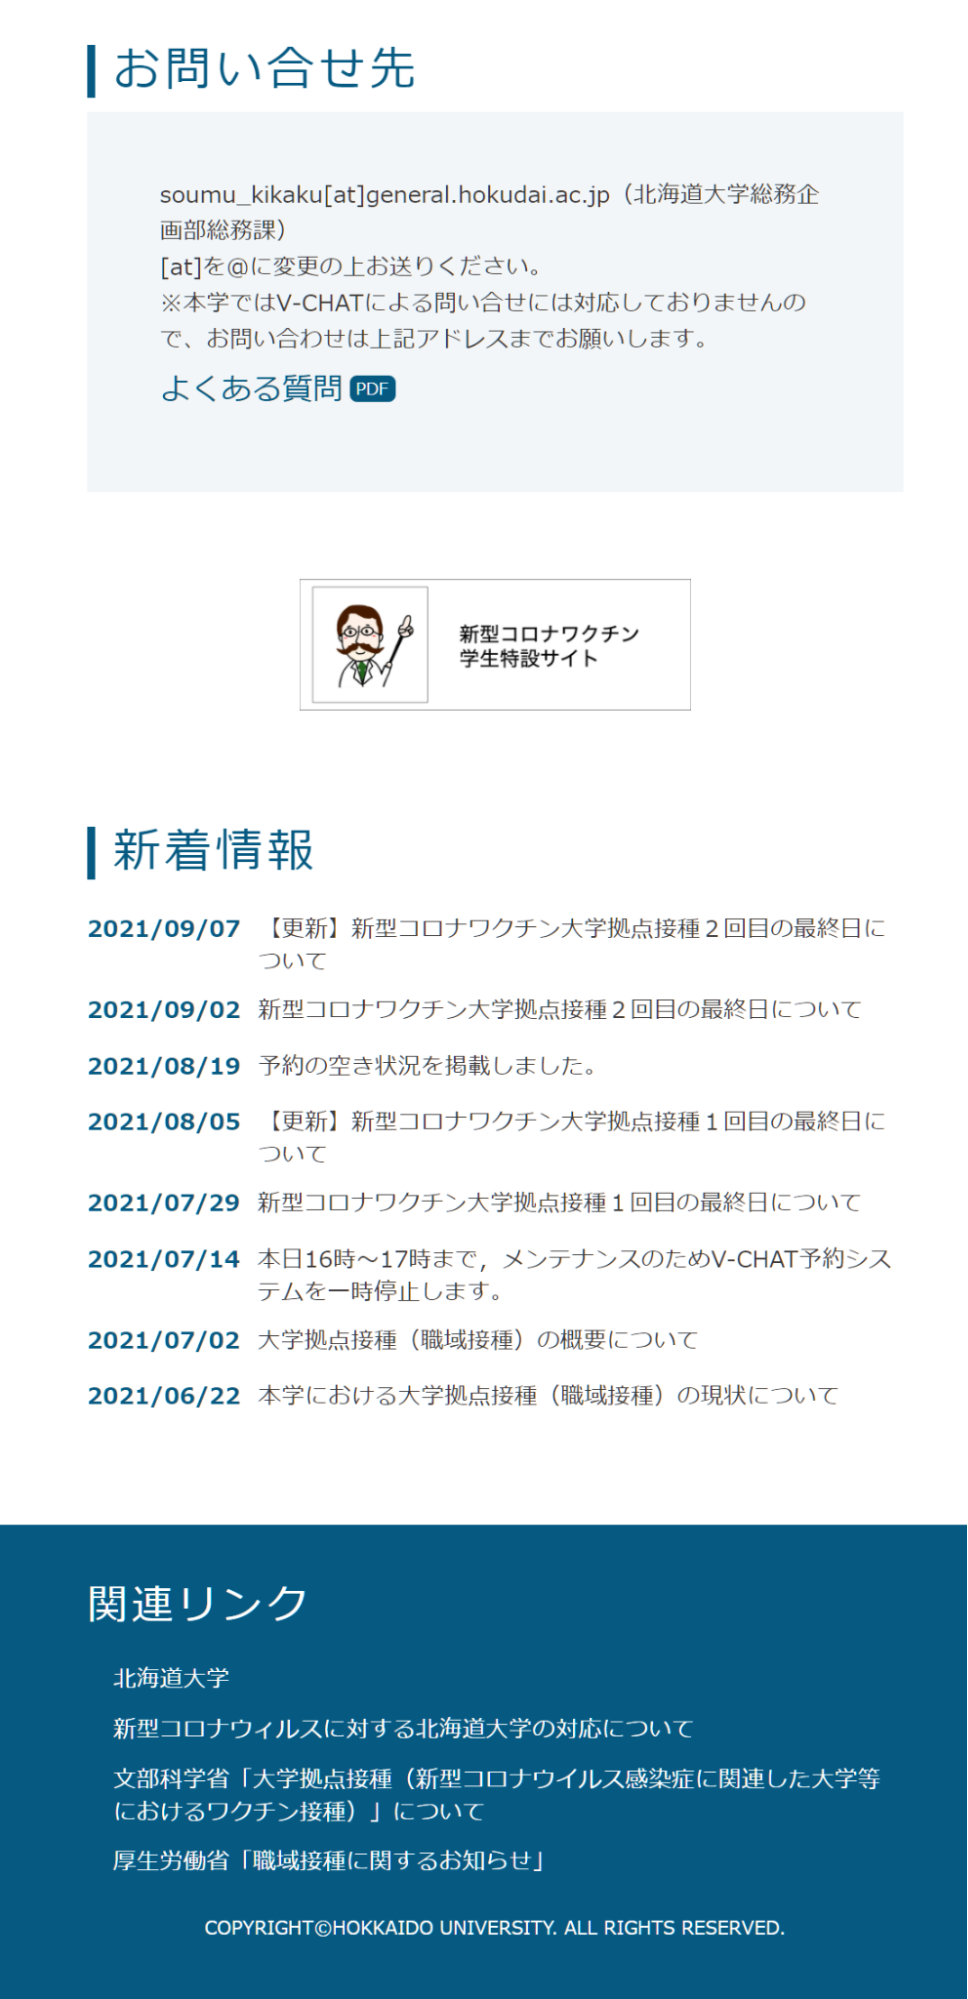 お問い合せ先
soumu_kikaku[at]general.hokudai.ac.jp（北海道大学総務企
画部総務課）
[at]を@に変更の上お送りください。
※本学ではV-CHATによる問い合せには対応しておりませんの
で、お問い合わせは上記アドレスまでお願いします。
よくある質問 PDF
新型コロナワクチン
学生特設サイト
新着情報
2021/09/07 【更新】新型コロナワクチン大学拠点接種２回目の最終日に
ついて
2021/09/02 新型コロナワクチン大学拠点接種２回目の最終日について
2021/08/19 予約の空き状況を掲載しました。
2021/08/05 【更新】新型コロナワクチン大学拠点接種１回目の最終日に
ついて
2021/07/29 新型コロナワクチン大学拠点接種１回目の最終日について
2021/07/14 本日16時～17時まで，メンテナンスのためV-CHAT予約シス
テムを一時停止します。
2021/07/02 大学拠点接種（職域接種）の概要について
2021/06/22 本学における大学拠点接種（職域接種）の現状について
関連リンク
北海道大学
新型コロナウィルスに対する北海道大学の対応について
文部科学省「大学拠点接種（新型コロナウイルス感染症に関連した大学等
におけるワクチン接種）」について
厚生労働省「職域接種に関するお知らせ」
COPYRIGHT©HOKKAIDO UNIVERSITY. ALL RIGHTS RESERVED.